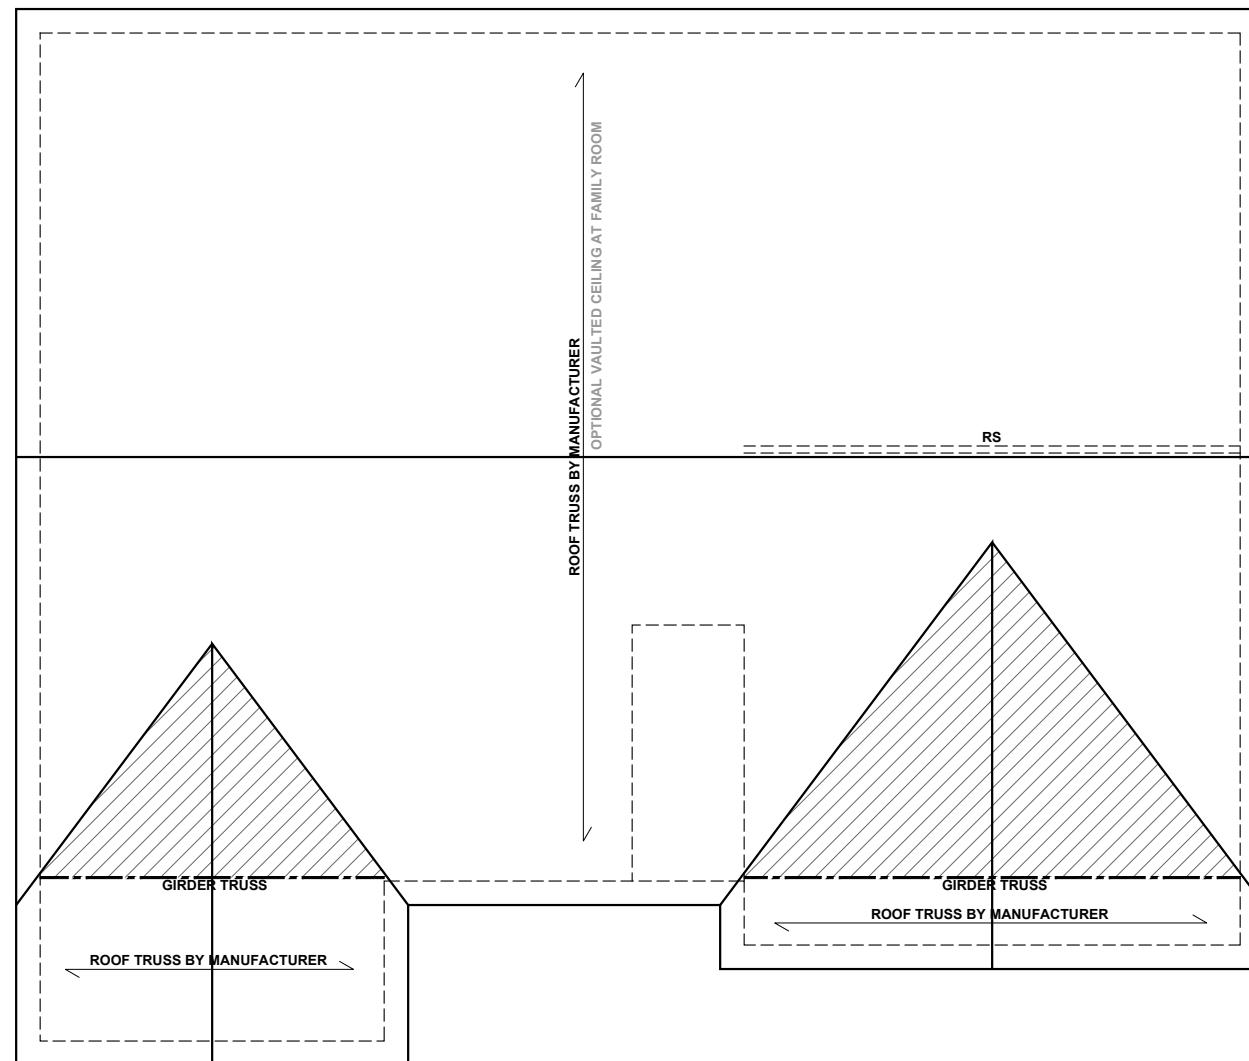 OPTIONAL VAULTED CEILING AT FAMILY ROOM
ROOF TRUSS BY MANUFACTURER
RS
GIRDER TRUSS
GIRDER TRUSS
ROOF TRUSS BY MANUFACTURER
ROOF TRUSS BY MANUFACTURER